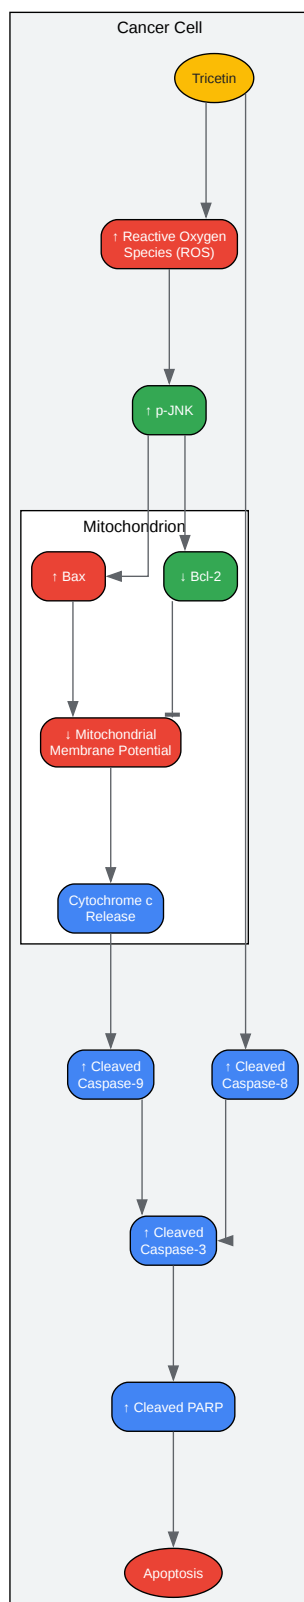 Cancer Cell
Tricetin
↑ Reactive Oxygen
Species (ROS)
↑ p-JNK
Mitochondrion
↑ Bax
↓ Bcl-2
↓ Mitochondrial
Membrane Potential
Cytochrome c
Release
↑ Cleaved
Caspase-9
↑ Cleaved
Caspase-8
↑ Cleaved
Caspase-3
↑ Cleaved PARP
Apoptosis